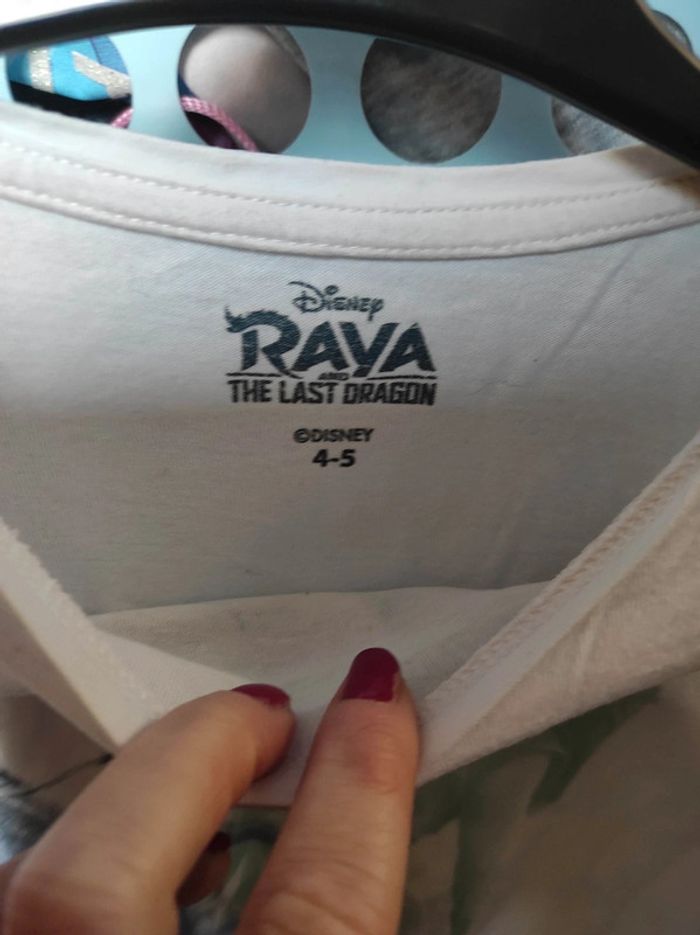 Disney
RAYA
AND
THE LAST DRAGON
©DISNEY
4-5